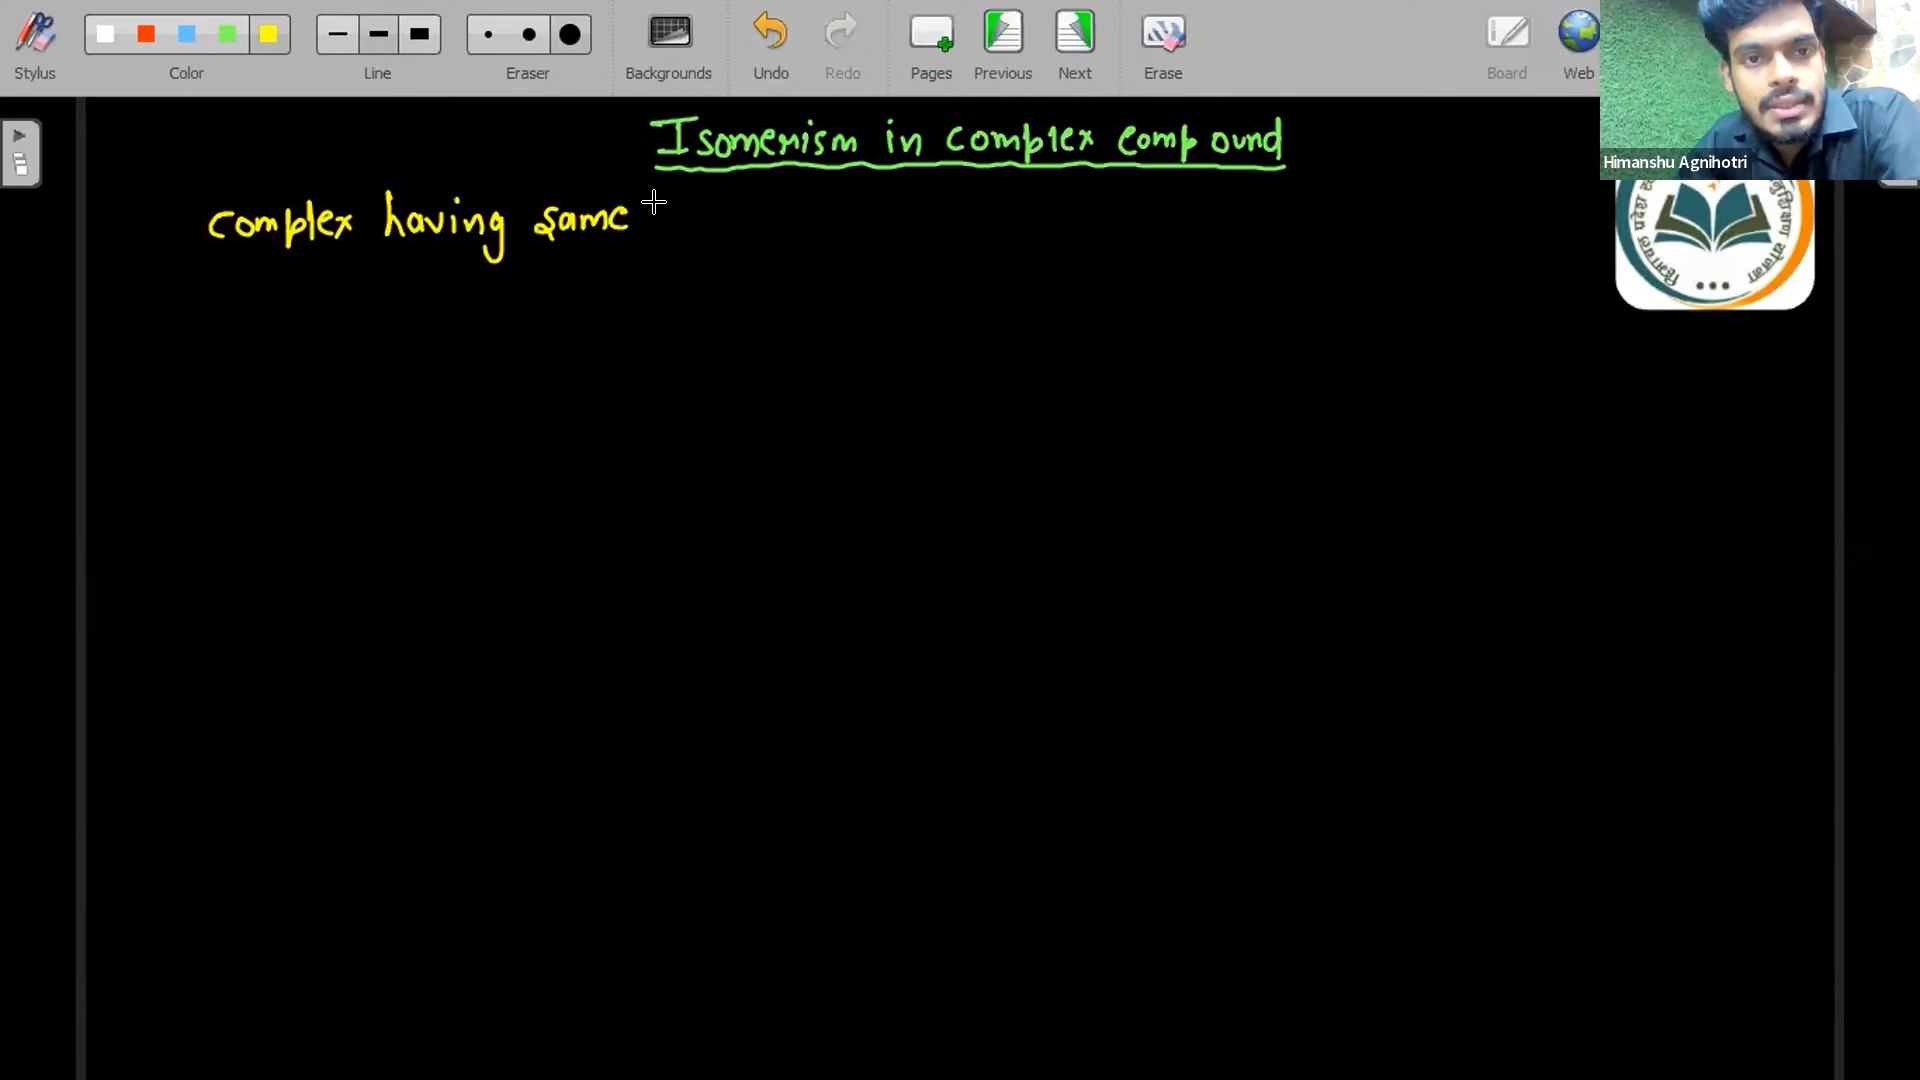 Stylus Color Line Eraser Backgrounds Undo Redo Pages Previous Next Erase Board Web
Himanshu Agnihotri
Isomerism in complex compound
complex having same